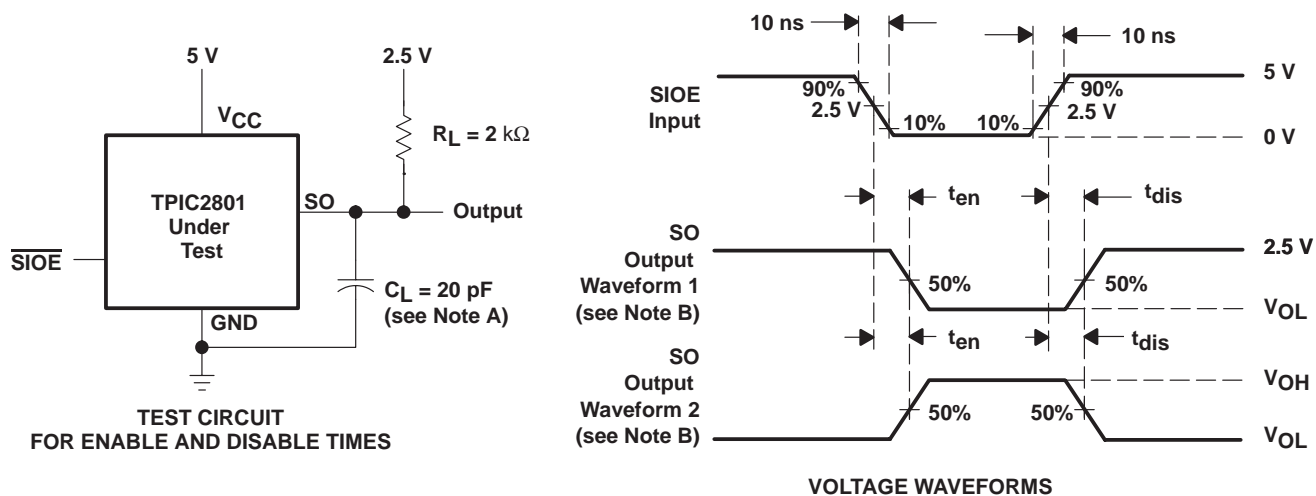 5 V
2.5 V
VCC
RL = 2 kΩ
TPIC2801
Under
Test
SO
Output
SIOE
CL = 20 pF
(see Note A)
GND
TEST CIRCUIT
FOR ENABLE AND DISABLE TIMES
10 ns
10 ns
SIOE
Input
90%
2.5 V
10%
10%
90%
2.5 V
5 V
0 V
ten
tdis
SO
Output
Waveform 1
(see Note B)
50%
50%
2.5 V
VOL
ten
tdis
SO
Output
Waveform 2
(see Note B)
50%
50%
VOH
VOL
VOLTAGE WAVEFORMS